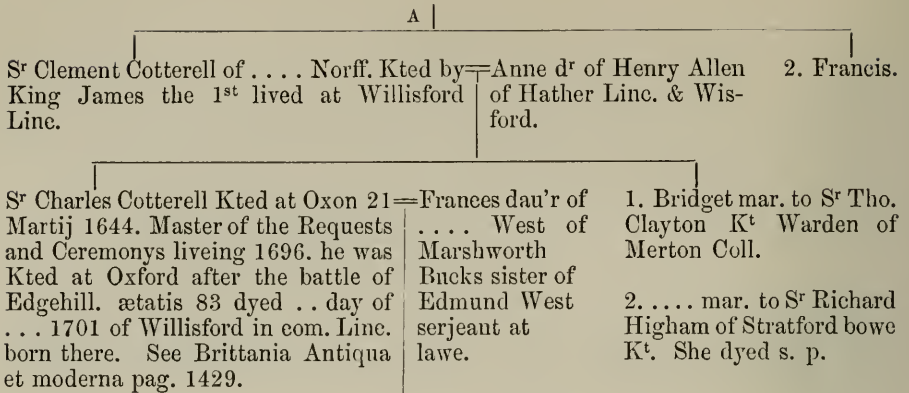 A
Sr Clement Cotterell of . . . . Norff. Kted by
King James the 1st lived at Willisford
Linc.
Anne dr of Henry Allen
of Hather Linc. & Wis-
ford.
2. Francis.
Sr Charles Cotterell Kted at Oxon 21
Martij 1644. Master of the Requests
and Ceremonys liveing 1696. he was
Kted at Oxford after the battle of
Edgehill. ætatis 83 dyed . . day of
. . . 1701 of Willisford in com. Linc.
born there. See Brittania Antiqua
et moderna pag. 1429.
Frances dau'r of
. . . . West of
Marshworth
Bucks sister of
Edmund West
serjeant at
lawe.
1. Bridget mar. to Sr Tho.
Clayton Kt Warden of
Merton Coll.
2. . . . . mar. to Sr Richard
Higham of Stratford bowe
Kt. She dyed s. p.